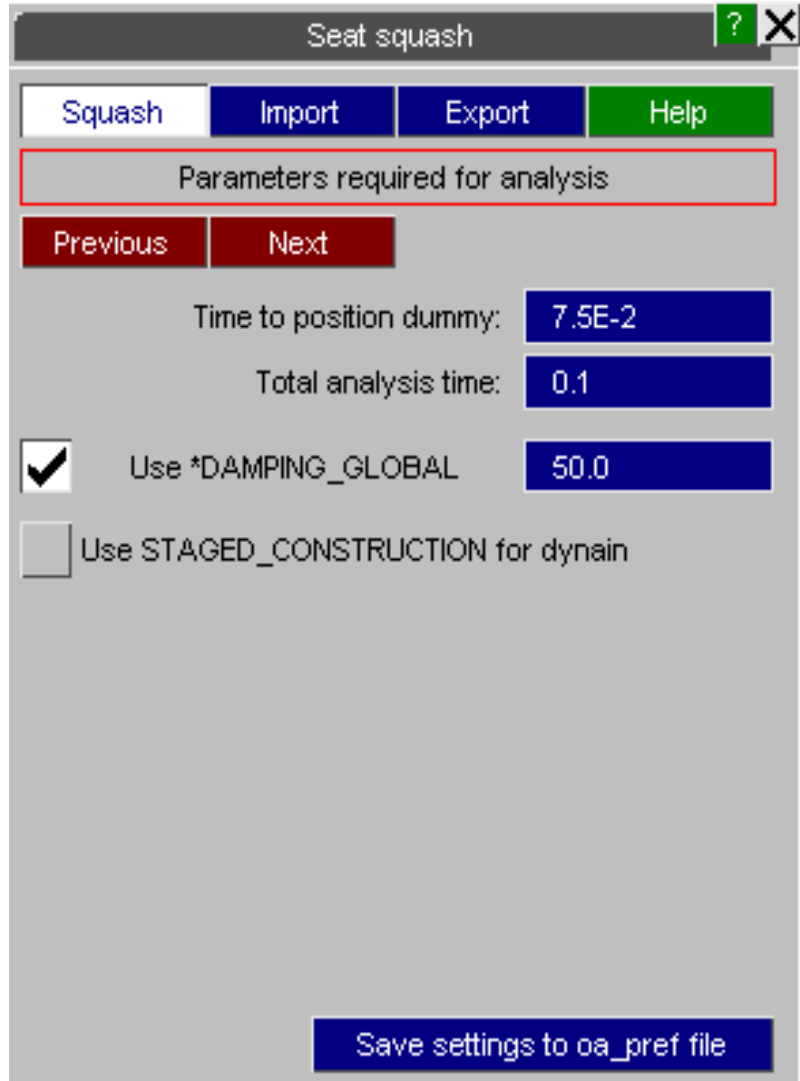 Seat squash ?
Squash Import Export Help
Parameters required for analysis
Previous Next
Time to position dummy: 7.5E-2
Total analysis time: 0.1
Use *DAMPING_GLOBAL 50.0
Use STAGED_CONSTRUCTION for dynain
Save settings to oa_pref file